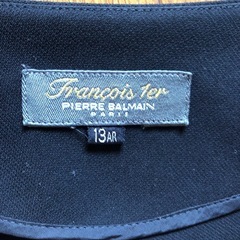 François 1er
PIERRE BALMAIN
PARIS
13AR